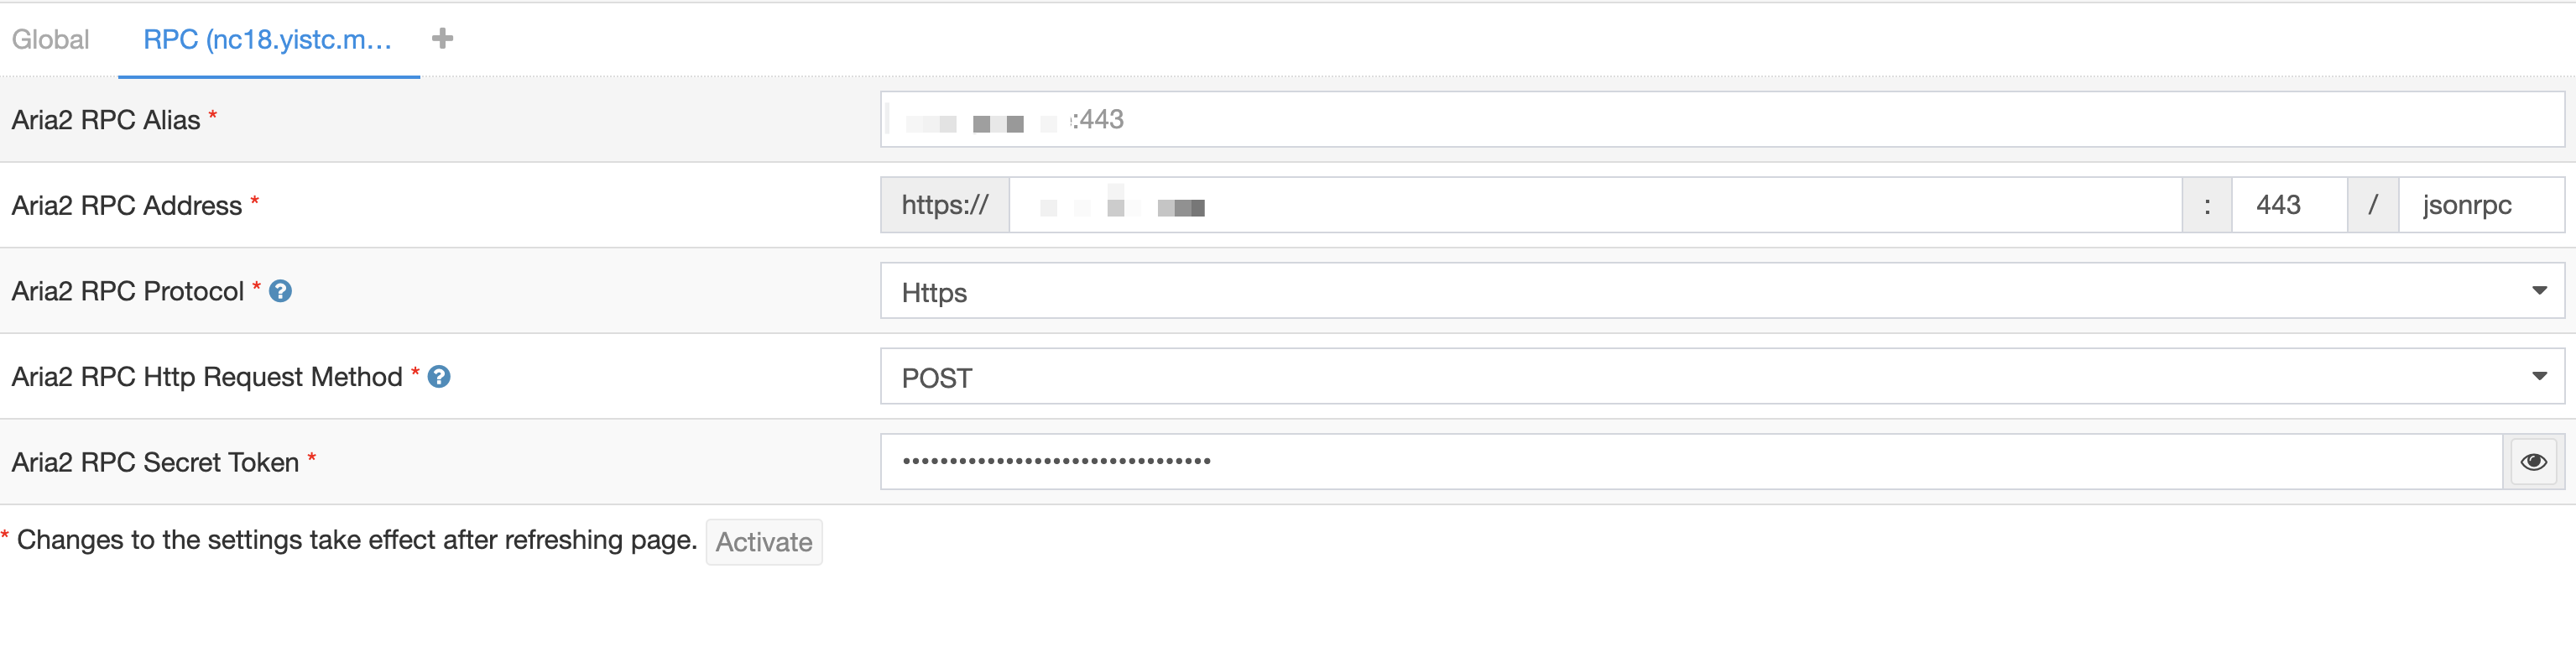 Global RPC (nc18.yistc.m...
Aria2 RPC Alias * :443
Aria2 RPC Address * https:// : 443 / jsonrpc
Aria2 RPC Protocol * Https
Aria2 RPC Http Request Method * POST
Aria2 RPC Secret Token * •••••••••••••••••••••••••••••••••
* Changes to the settings take effect after refreshing page. Activate